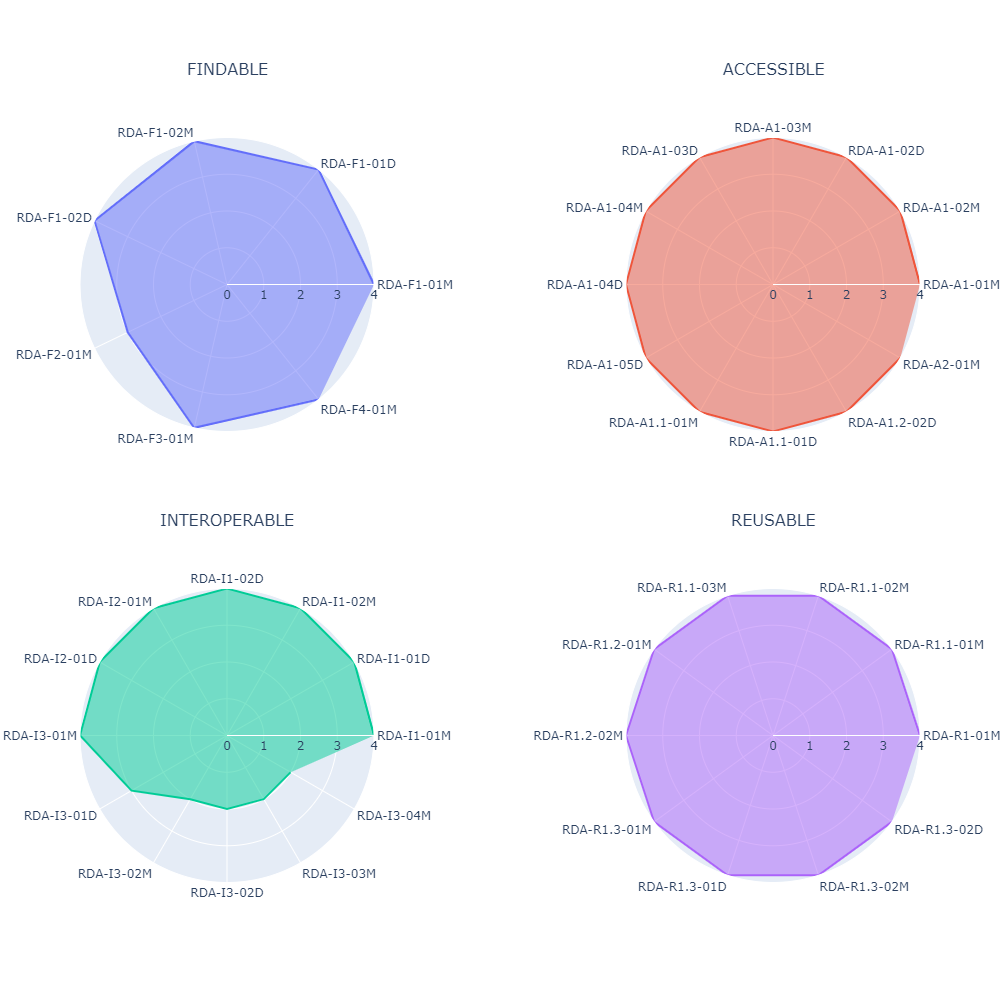 FINDABLE
RDA-F1-02M
RDA-F1-01D
RDA-F1-02D
RDA-F1-01M
0 1 2 3 4
RDA-F2-01M
RDA-F4-01M
RDA-F3-01M
ACCESSIBLE
RDA-A1-03M
RDA-A1-03D
RDA-A1-02D
RDA-A1-04M
RDA-A1-02M
RDA-A1-04D
RDA-A1-01M
0 1 2 3 4
RDA-A1-05D
RDA-A2-01M
RDA-A1.1-01M
RDA-A1.2-02D
RDA-A1.1-01D
INTEROPERABLE
RDA-I1-02D
RDA-I2-01M
RDA-I1-02M
RDA-I2-01D
RDA-I1-01D
RDA-I3-01M
RDA-I1-01M
0 1 2 3 4
RDA-I3-01D
RDA-I3-04M
RDA-I3-02M
RDA-I3-03M
RDA-I3-02D
REUSABLE
RDA-R1.1-03M
RDA-R1.1-02M
RDA-R1.2-01M
RDA-R1.1-01M
RDA-R1.2-02M
RDA-R1-01M
0 1 2 3 4
RDA-R1.3-01M
RDA-R1.3-02D
RDA-R1.3-01D
RDA-R1.3-02M